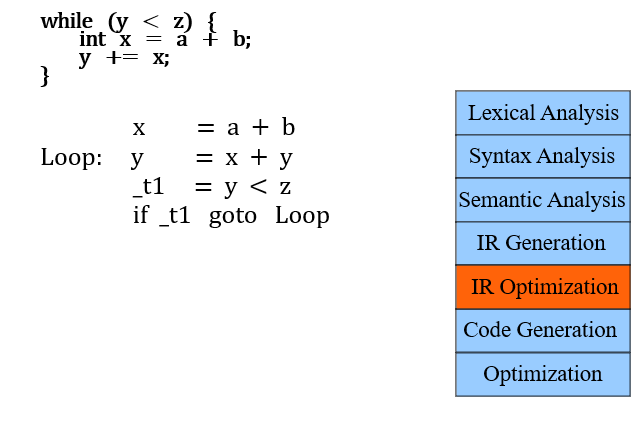 while (y < z) {
int x = a + b;
y += x;
}
x = a + b
Loop: y = x + y
_t1 = y < z
if _t1 goto Loop
Lexical Analysis
Syntax Analysis
Semantic Analysis
IR Generation
IR Optimization
Code Generation
Optimization